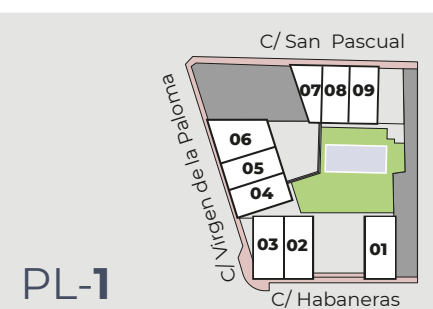 C/ San Pascual
07 08 09
C/ Virgen de la Paloma
06
05
04
03 02
01
PL-1
C/ Habaneras